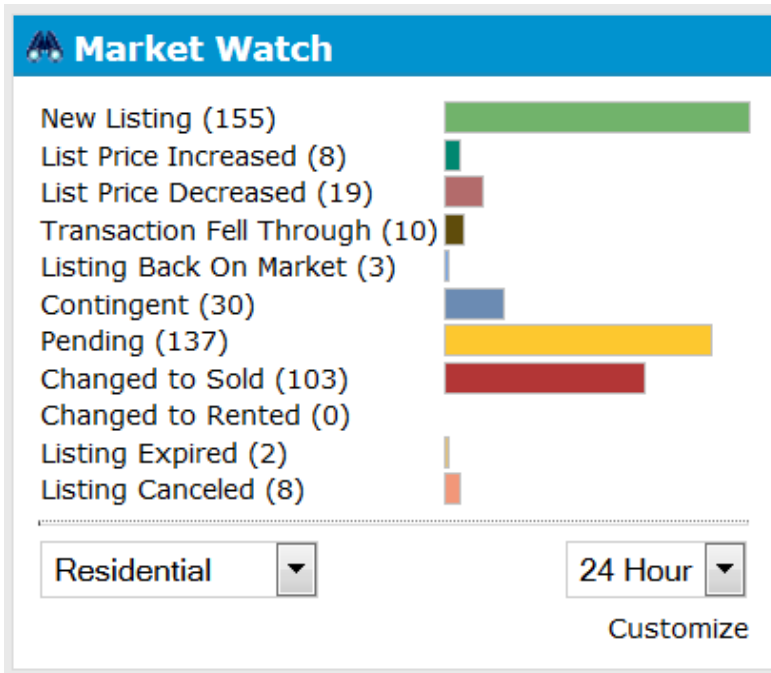 Market Watch
New Listing (155)
List Price Increased (8)
List Price Decreased (19)
Transaction Fell Through (10)
Listing Back On Market (3)
Contingent (30)
Pending (137)
Changed to Sold (103)
Changed to Rented (0)
Listing Expired (2)
Listing Canceled (8)
Residential 24 Hour
Customize